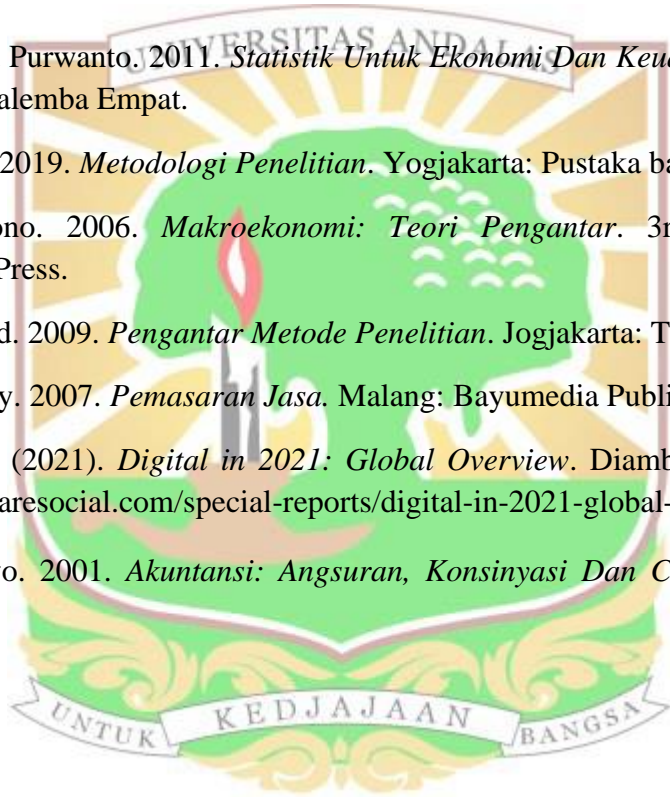 UNIVERSITAS ANDALAS
Purwanto. 2011. Statistik Untuk Ekonomi Dan Keua
alemba Empat.
2019. Metodologi Penelitian. Yogjakarta: Pustaka ba
ono. 2006. Makroekonomi: Teori Pengantar. 3r
Press.
d. 2009. Pengantar Metode Penelitian. Jogjakarta: T
y. 2007. Pemasaran Jasa. Malang: Bayumedia Publi
(2021). Digital in 2021: Global Overview. Diamb
aresocial.com/special-reports/digital-in-2021-global-
o. 2001. Akuntansi: Angsuran, Konsinyasi Dan C
UNTUK KEDJAJAAN BANGSA